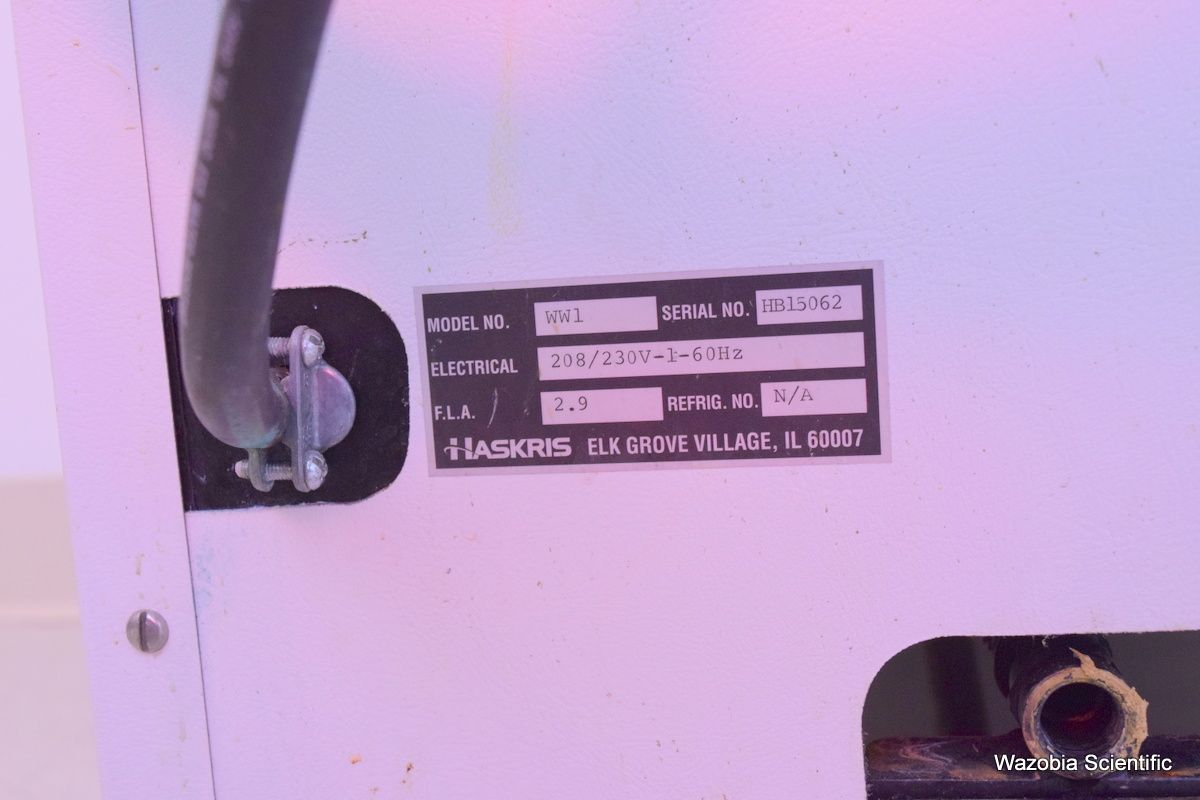 MODEL NO. WW1 SERIAL NO. HB15062
ELECTRICAL 208/230V-1-60Hz
F.L.A. 2.9 REFRIG. NO. N/A
HASKRIS ELK GROVE VILLAGE, IL 60007
Wazobia Scientific